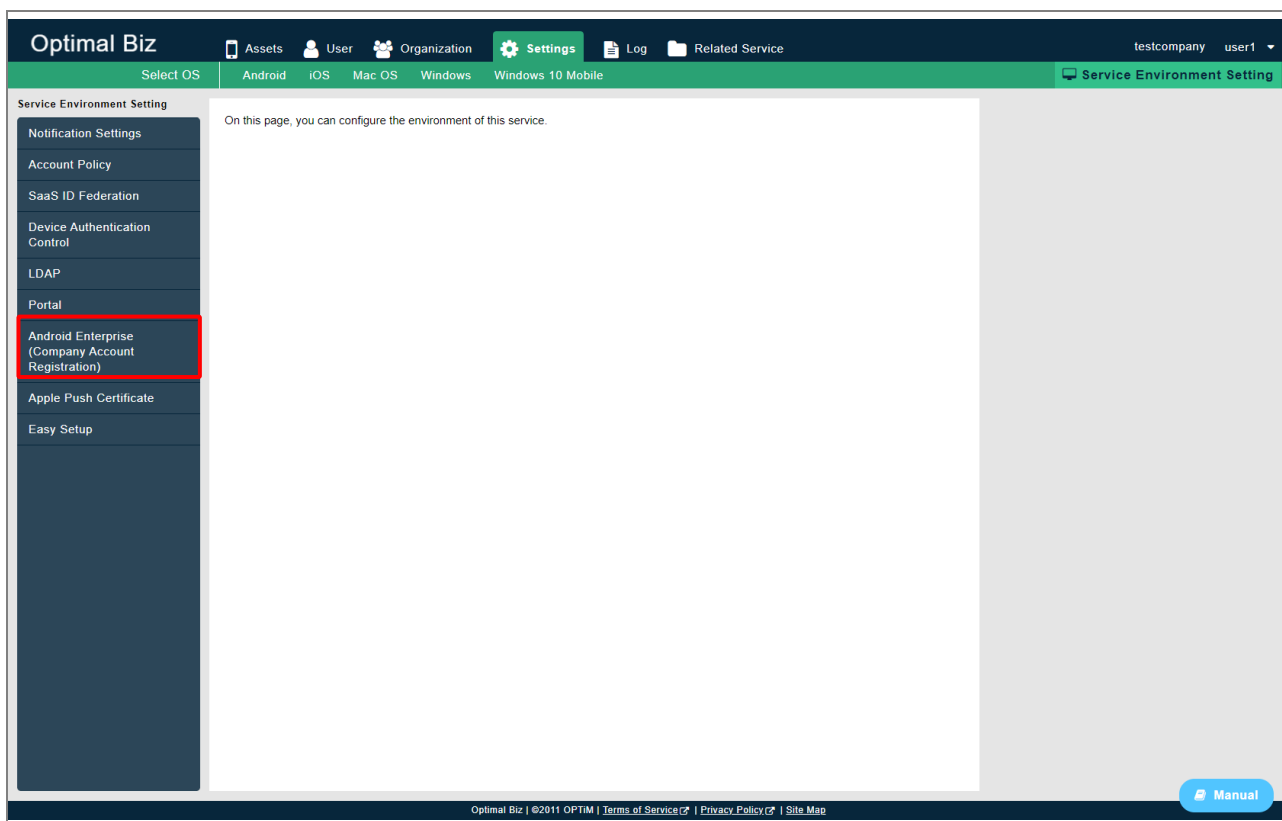 Optimal Biz
Assets User Organization Settings Log Related Service
testcompany user1
Select OS Android iOS Mac OS Windows Windows 10 Mobile
Service Environment Setting
Service Environment Setting
Notification Settings
Account Policy
SaaS ID Federation
Device Authentication
Control
LDAP
Portal
Android Enterprise
(Company Account
Registration)
Apple Push Certificate
Easy Setup
On this page, you can configure the environment of this service.
Manual
Optimal Biz | ©2011 OPTiM | Terms of Service | Privacy Policy | Site Map